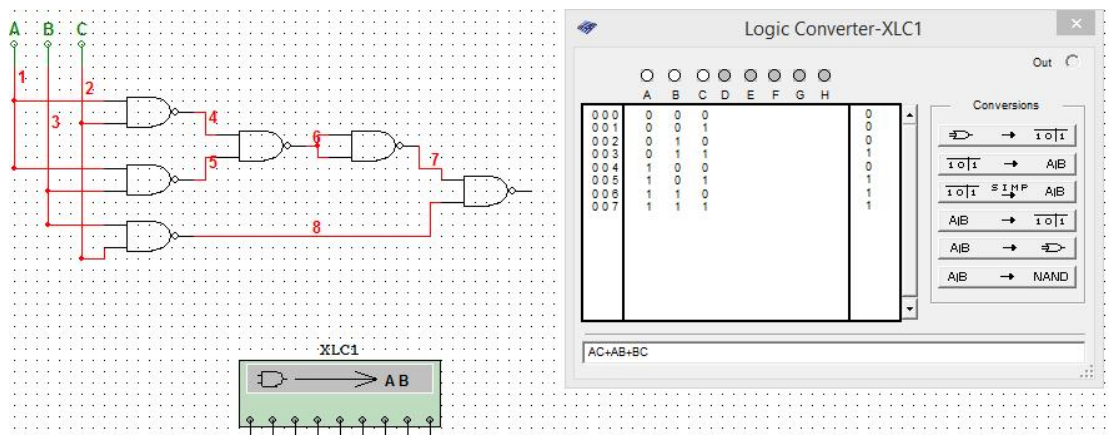 A B C
1
2
3
4
5
6
7
8
XLC1
A B
Logic Converter-XLC1
Out
A B C D E F G H
000 0 0 0 0
001 0 0 1 0
002 0 1 0 0
003 0 1 1 1
004 1 0 0 0
005 1 0 1 1
006 1 1 0 1
007 1 1 1 1
Conversions
→ 1 0 1
1 0 1 → A|B
1 0 1 SIMP → A|B
A|B → 1 0 1
A|B →
A|B → NAND
AC+AB+BC